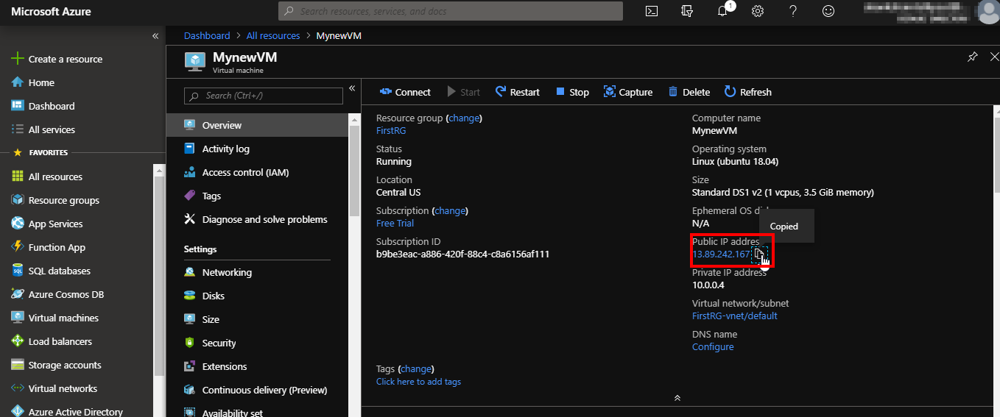 Microsoft Azure
Search resources, services, and docs
1
Dashboard > All resources > MynewVM
MynewVM
Virtual machine
Create a resource
Home
Dashboard
All services
FAVORITES
All resources
Resource groups
App Services
Function App
SQL databases
Azure Cosmos DB
Virtual machines
Load balancers
Storage accounts
Virtual networks
Azure Active Directory
Search (Ctrl+/)
Overview
Activity log
Access control (IAM)
Tags
Diagnose and solve problems
Settings
Networking
Disks
Size
Security
Extensions
Continuous delivery (Preview)
Availability set
Connect Start Restart Stop Capture Delete Refresh
Resource group (change)
FirstRG
Status
Running
Location
Central US
Subscription (change)
Free Trial
Subscription ID
b9be3eac-a886-420f-88c4-c8a6156af111
Tags (change)
Click here to add tags
Computer name
MynewVM
Operating system
Linux (ubuntu 18.04)
Size
Standard DS1 v2 (1 vcpus, 3.5 GiB memory)
Ephemeral OS
N/A
Copied
Public IP
13.89.242.167
Private IP address
10.0.0.4
Virtual network/subnet
FirstRG-vnet/default
DNS name
Configure